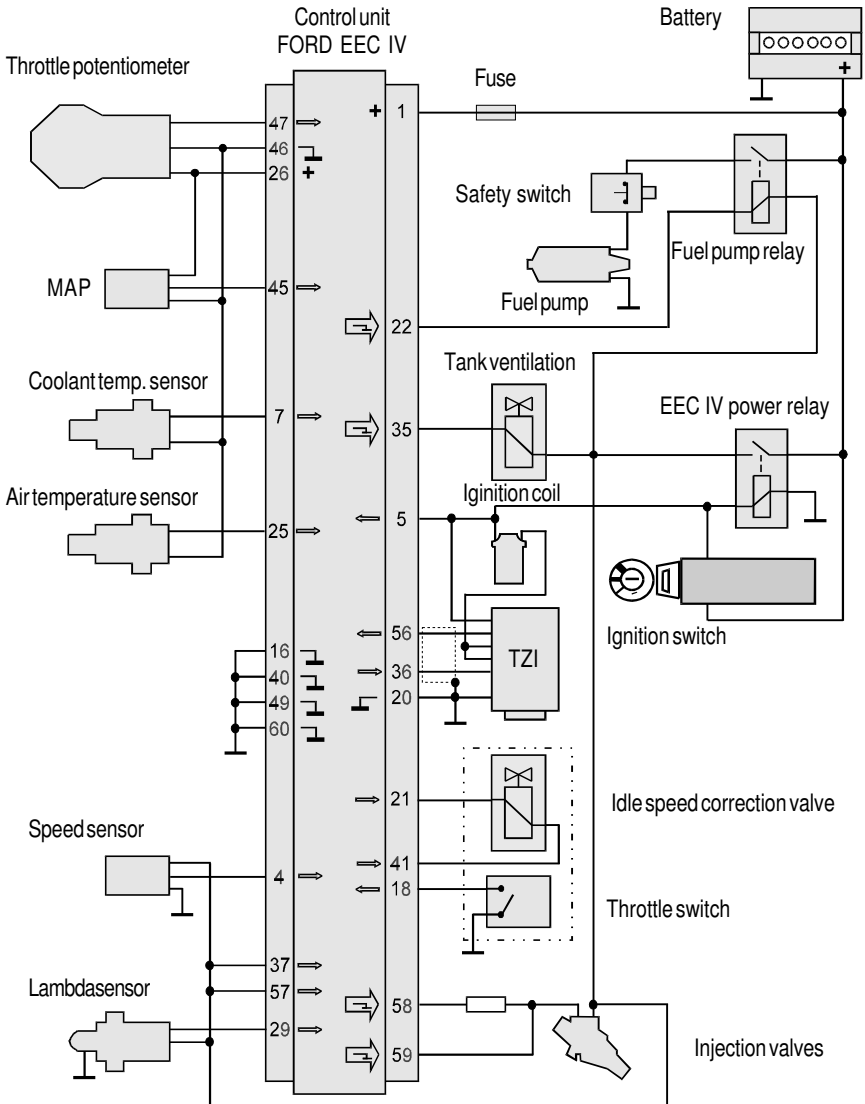 Control unit
FORD EEC IV
Battery
+
Throttle potentiometer
Fuse
47
+ 1
46
26 +
Safety switch
Fuel pump relay
MAP
45
Fuel pump
22
Tank ventilation
Coolant temp. sensor
EEC IV power relay
7
35
Iginition coil
Air temperature sensor
25
5
Ignition switch
56
TZI
16
36
40
20
49
60
21
Idle speed correction valve
Speed sensor
41
4
18
Throttle switch
37
57
Lambdasensor
58
29
Injection valves
59